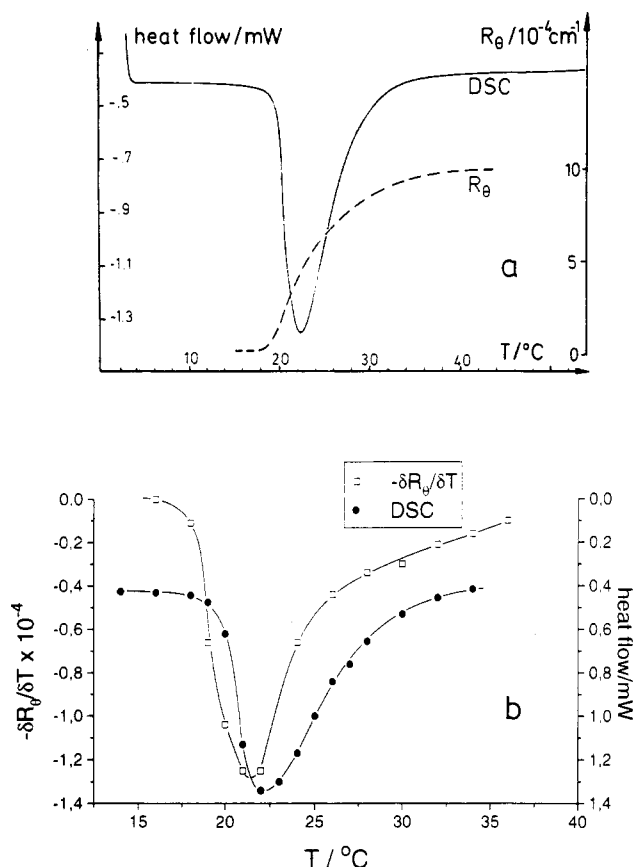 heat flow/mW
R_θ/10⁻⁴cm⁻¹
DSC
-.5
-.7
-.9
-1.1
-1.3
R_θ
10
5
0
a
10
20
30
40
T/°C
-δR_θ/δT
DSC
0,0
-0,2
-0,4
-0,6
-0,8
-1,0
-1,2
-1,4
-δR_θ/δT x 10⁻⁴
0,0
0,2
0,4
0,6
0,8
1,0
1,2
1,4
heat flow/mW
b
15
20
25
30
35
40
T / °C